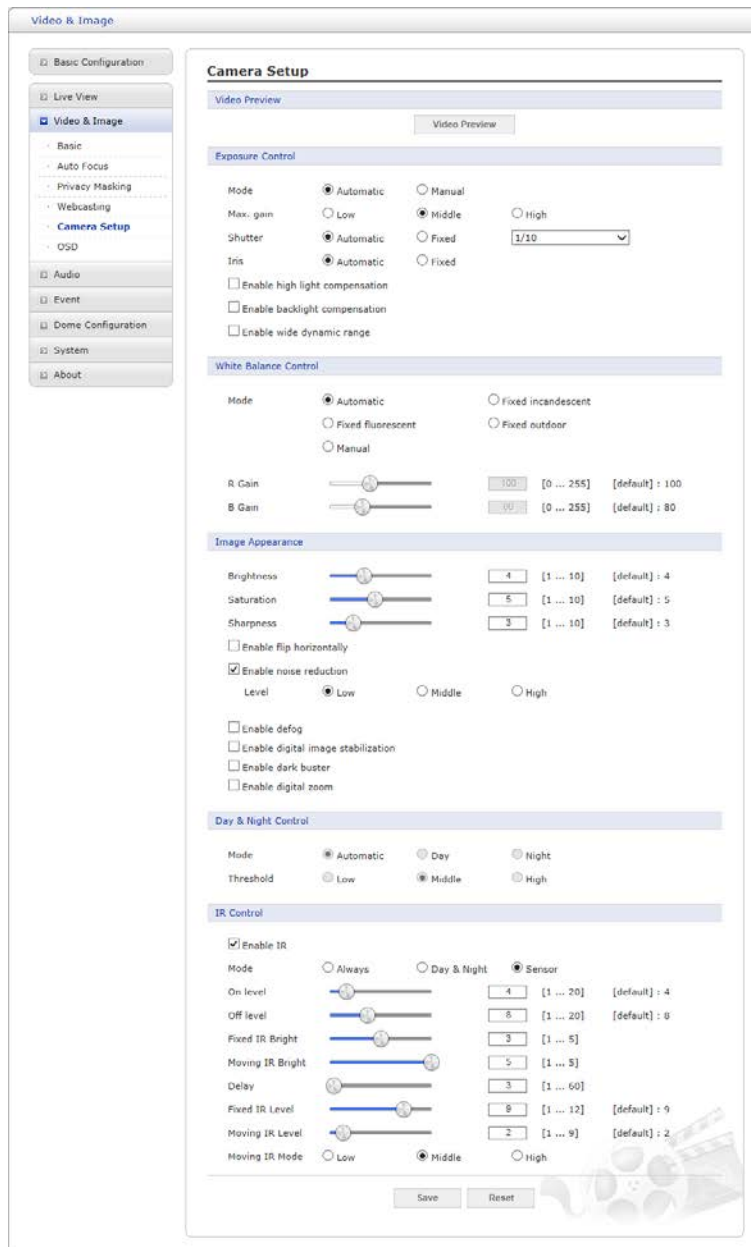 Video & Image
Basic Configuration
Live View
Video & Image
Basic
Auto Focus
Privacy Masking
Webcasting
Camera Setup
OSD
Audio
Event
Dome Configuration
System
About
Camera Setup
Video Preview
Video Preview
Exposure Control
Mode Automatic Manual
Max. gain Low Middle High
Shutter Automatic Fixed 1/10
Iris Automatic Fixed
Enable high light compensation
Enable backlight compensation
Enable wide dynamic range
White Balance Control
Mode Automatic Fixed incandescent
Fixed fluorescent Fixed outdoor
Manual
R Gain 100 [0 ... 255] [default] : 100
B Gain [0 ... 255] [default] : 80
Image Appearance
Brightness 4 [1 ... 10] [default] : 4
Saturation 5 [1 ... 10] [default] : 5
Sharpness 3 [1 ... 10] [default] : 3
Enable flip horizontally
Enable noise reduction
Level Low Middle High
Enable defog
Enable digital image stabilization
Enable dark buster
Enable digital zoom
Day & Night Control
Mode Automatic Day Night
Threshold Low Middle High
IR Control
Enable IR
Mode Always Day & Night Sensor
On level 4 [1 ... 20] [default] : 4
Off level 8 [1 ... 20] [default] : 8
Fixed IR Bright 3 [1 ... 5]
Moving IR Bright 5 [1 ... 5]
Delay 3 [1 ... 60]
Fixed IR Level 9 [1 ... 12] [default] : 9
Moving IR Level 2 [1 ... 9] [default] : 2
Moving IR Mode Low Middle High
Save Reset